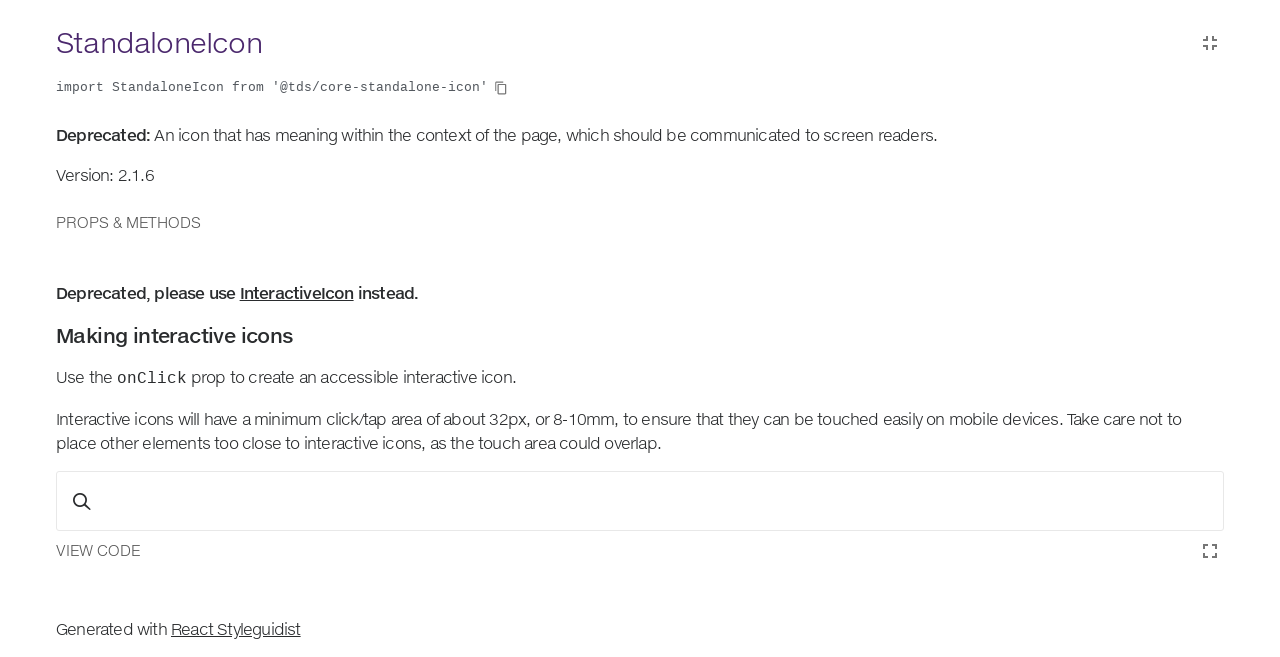 StandaloneIcon
import StandaloneIcon from '@tds/core-standalone-icon'
Deprecated: An icon that has meaning within the context of the page, which should be communicated to screen readers.
Version: 2.1.6
PROPS & METHODS
Deprecated, please use InteractiveIcon instead.
Making interactive icons
Use the onClick prop to create an accessible interactive icon.
Interactive icons will have a minimum click/tap area of about 32px, or 8-10mm, to ensure that they can be touched easily on mobile devices. Take care not to
place other elements too close to interactive icons, as the touch area could overlap.
VIEW CODE
Generated with React Styleguidist